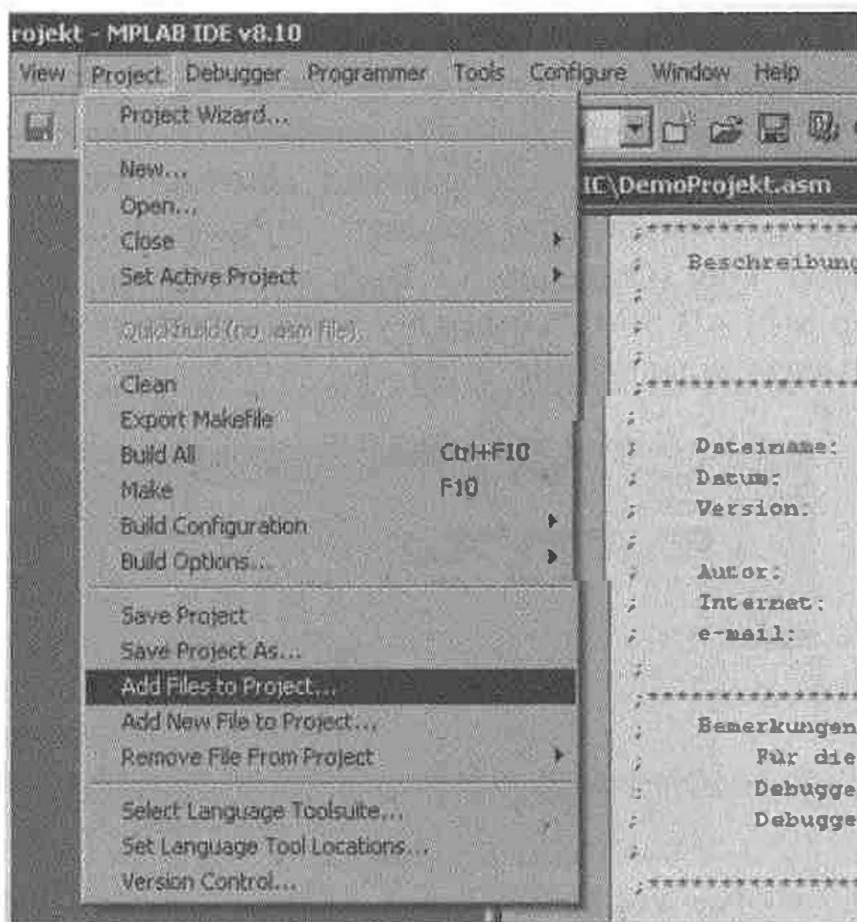 rojekt - MPLAB IDE v8.10
View Project Debugger Programmer Tools Configure Window Help
Project Wizard...
New...
Open...
Close
Set Active Project
Quickbuild (no .asm file)
Clean
Export Makefile
Build All Ctrl+F10
Make F10
Build Configuration
Build Options...
Save Project
Save Project As...
Add Files to Project...
Add New File to Project...
Remove File From Project
Select Language Toolsuite...
Set Language Tool Locations...
Version Control...
IC\DemoProjekt.asm
;******************
; Beschreibung
;
;
;
;******************
;
; Dateiname:
; Datum:
; Version:
;
; Autor:
; Internet:
; e-mail:
;
;******************
; Bemerkungen
; Für die
; Debugge
; Debugge
;
;******************